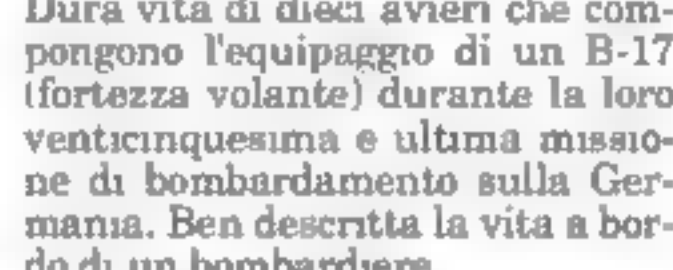 Dura vita di dieci avieri che com-
pongono l'equipaggio di un B-17
(fortezza volante) durante la loro
venticinquesima e ultima missio-
ne di bombardamento sulla Ger-
mania. Ben descritta la vita a bor-
do di un bombardiere